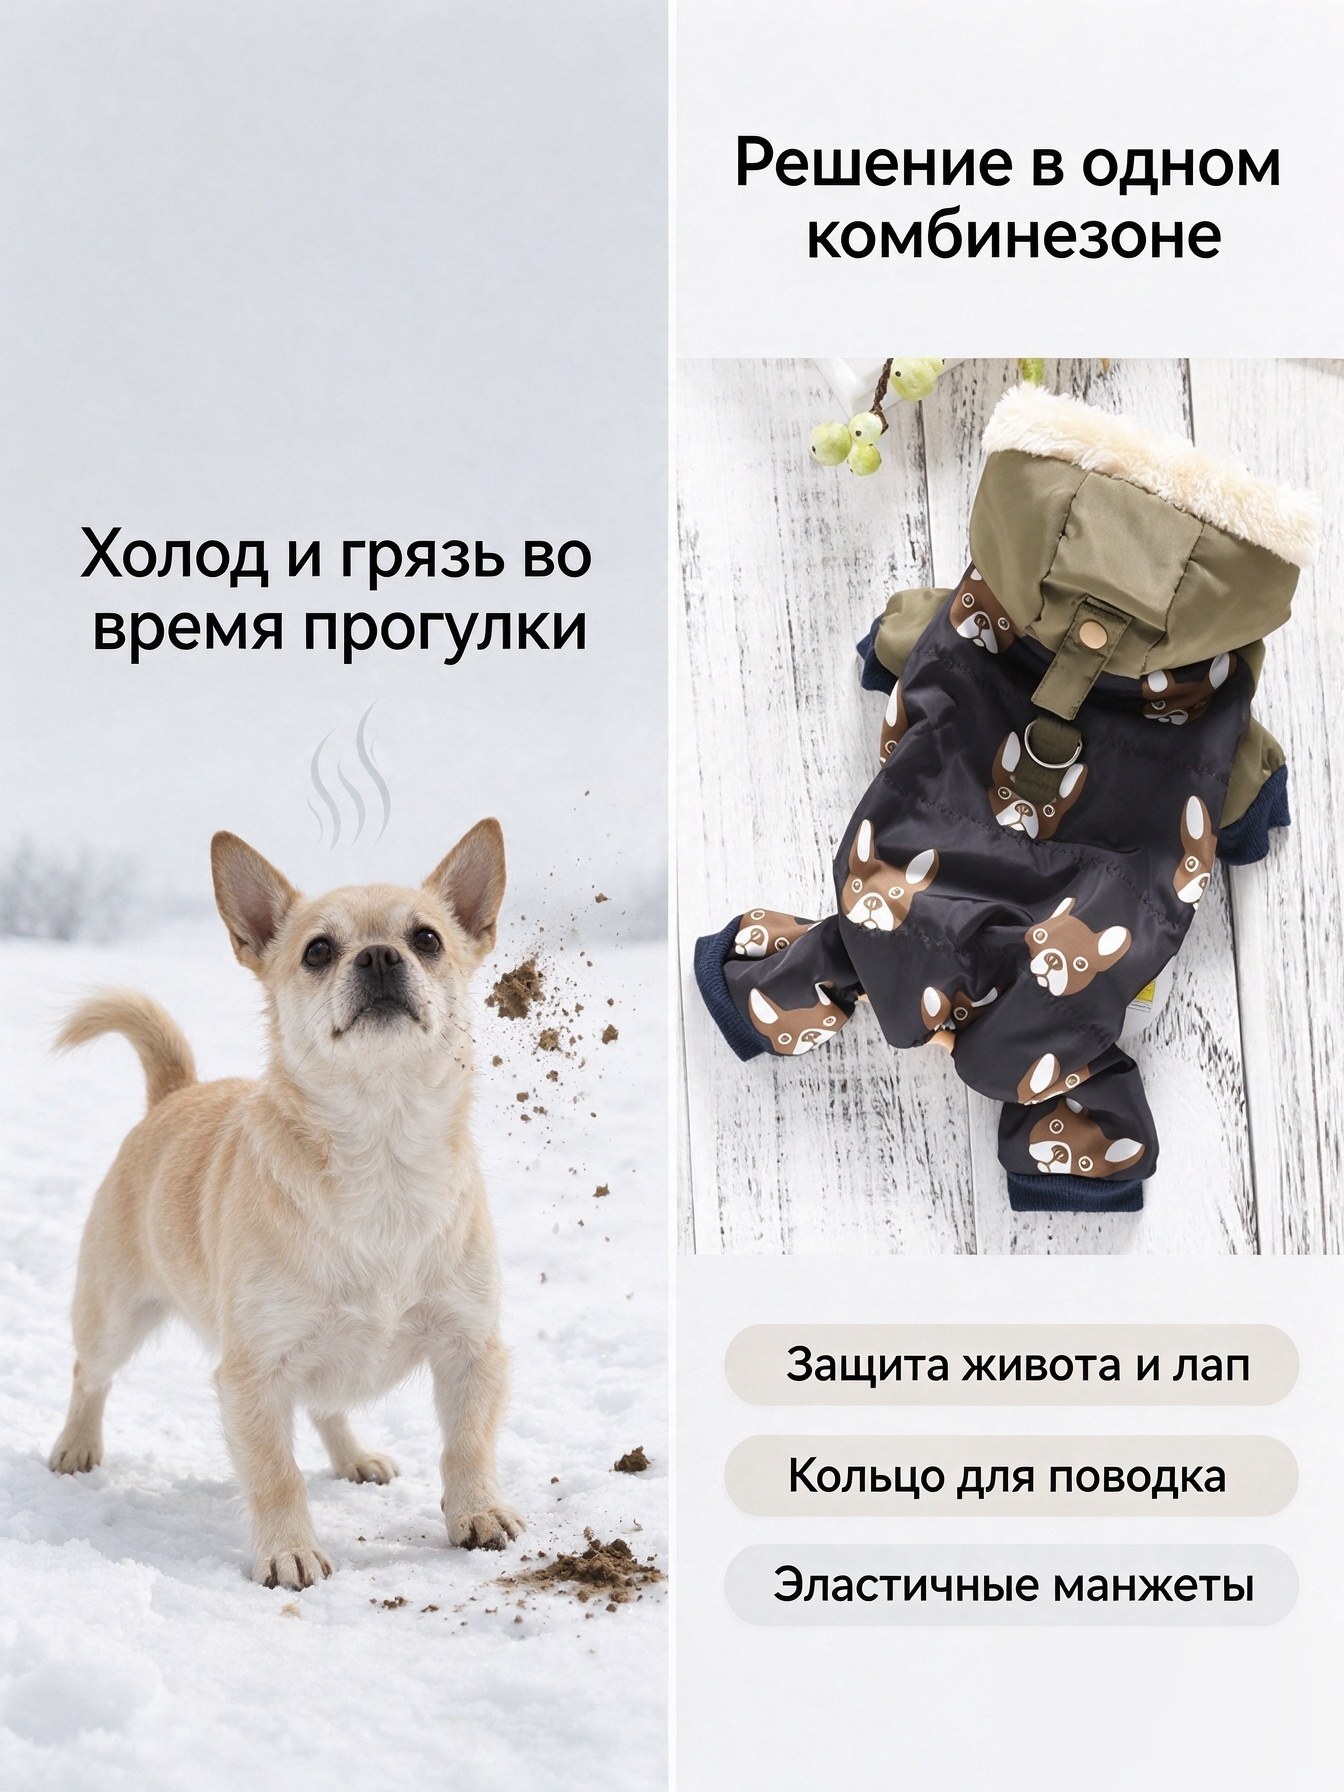 Холод и грязь во
время прогулки
Решение в одном
комбинезоне
Защита живота и лап
Кольцо для поводка
Эластичные манжеты